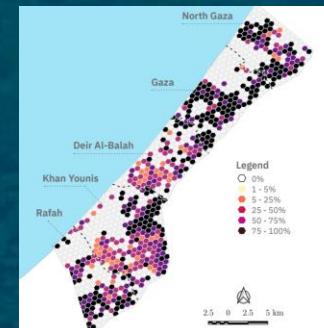 North Gaza
Gaza
Deir Al-Balah
Khan Younis
Rafah
Legend
0%
1 - 5%
5 - 25%
25 - 50%
50 - 75%
75 - 100%
2.5 0 2.5 5 km